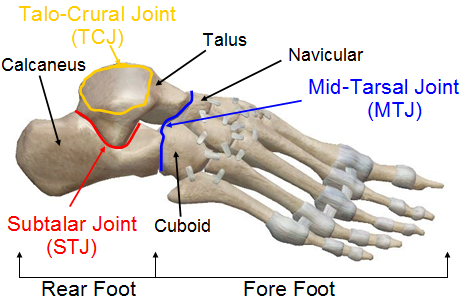 Talo-Crural Joint
(TCJ)
Talus
Navicular
Calcaneus
Mid-Tarsal Joint
(MTJ)
Subtalar Joint
(STJ)
Cuboid
Rear Foot
Fore Foot